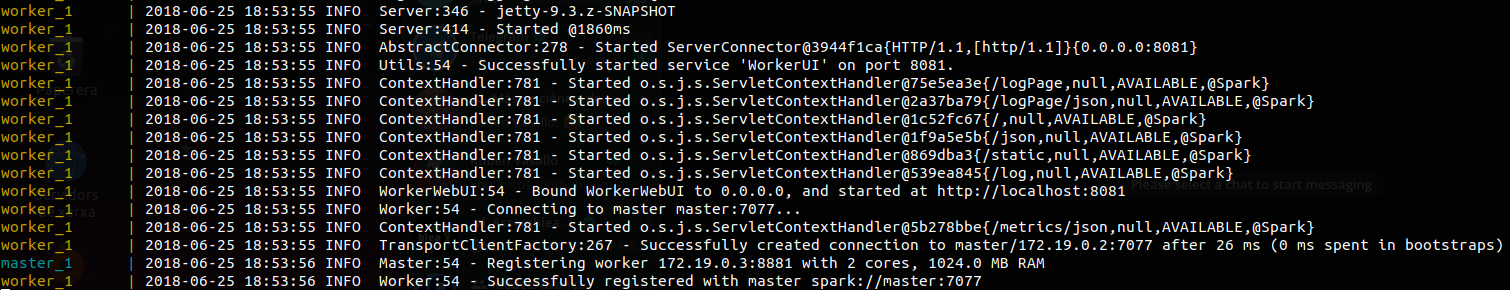 worker_1 | 2018-06-25 18:53:55 INFO Server:346 - jetty-9.3.z-SNAPSHOT
worker_1 | 2018-06-25 18:53:55 INFO Server:414 - Started @1860ms
worker_1 | 2018-06-25 18:53:55 INFO AbstractConnector:278 - Started ServerConnector@3944f1ca{HTTP/1.1,[http/1.1]}{0.0.0.0:8081}
worker_1 | 2018-06-25 18:53:55 INFO Utils:54 - Successfully started service 'WorkerUI' on port 8081.
worker_1 | 2018-06-25 18:53:55 INFO ContextHandler:781 - Started o.s.j.s.ServletContextHandler@75e5ea3e{/logPage,null,AVAILABLE,@Spark}
worker_1 | 2018-06-25 18:53:55 INFO ContextHandler:781 - Started o.s.j.s.ServletContextHandler@2a37ba79{/logPage/json,null,AVAILABLE,@Spark}
worker_1 | 2018-06-25 18:53:55 INFO ContextHandler:781 - Started o.s.j.s.ServletContextHandler@1c52fc67{/,null,AVAILABLE,@Spark}
worker_1 | 2018-06-25 18:53:55 INFO ContextHandler:781 - Started o.s.j.s.ServletContextHandler@1f9a5e5b{/json,null,AVAILABLE,@Spark}
worker_1 | 2018-06-25 18:53:55 INFO ContextHandler:781 - Started o.s.j.s.ServletContextHandler@869dba3{/static,null,AVAILABLE,@Spark}
worker_1 | 2018-06-25 18:53:55 INFO ContextHandler:781 - Started o.s.j.s.ServletContextHandler@539ea845{/log,null,AVAILABLE,@Spark}
Please select a chat to start messaging
worker_1 | 2018-06-25 18:53:55 INFO WorkerWebUI:54 - Bound WorkerWebUI to 0.0.0.0, and started at http://localhost:8081
worker_1 | 2018-06-25 18:53:55 INFO Worker:54 - Connecting to master master:7077...
worker_1 | 2018-06-25 18:53:55 INFO ContextHandler:781 - Started o.s.j.s.ServletContextHandler@5b278bbe{/metrics/json,null,AVAILABLE,@Spark}
worker_1 | 2018-06-25 18:53:55 INFO TransportClientFactory:267 - Successfully created connection to master/172.19.0.2:7077 after 26 ms (0 ms spent in bootstraps)
master_1 | 2018-06-25 18:53:56 INFO Master:54 - Registering worker 172.19.0.3:8881 with 2 cores, 1024.0 MB RAM
worker_1 | 2018-06-25 18:53:56 INFO Worker:54 - Successfully registered with master spark://master:7077